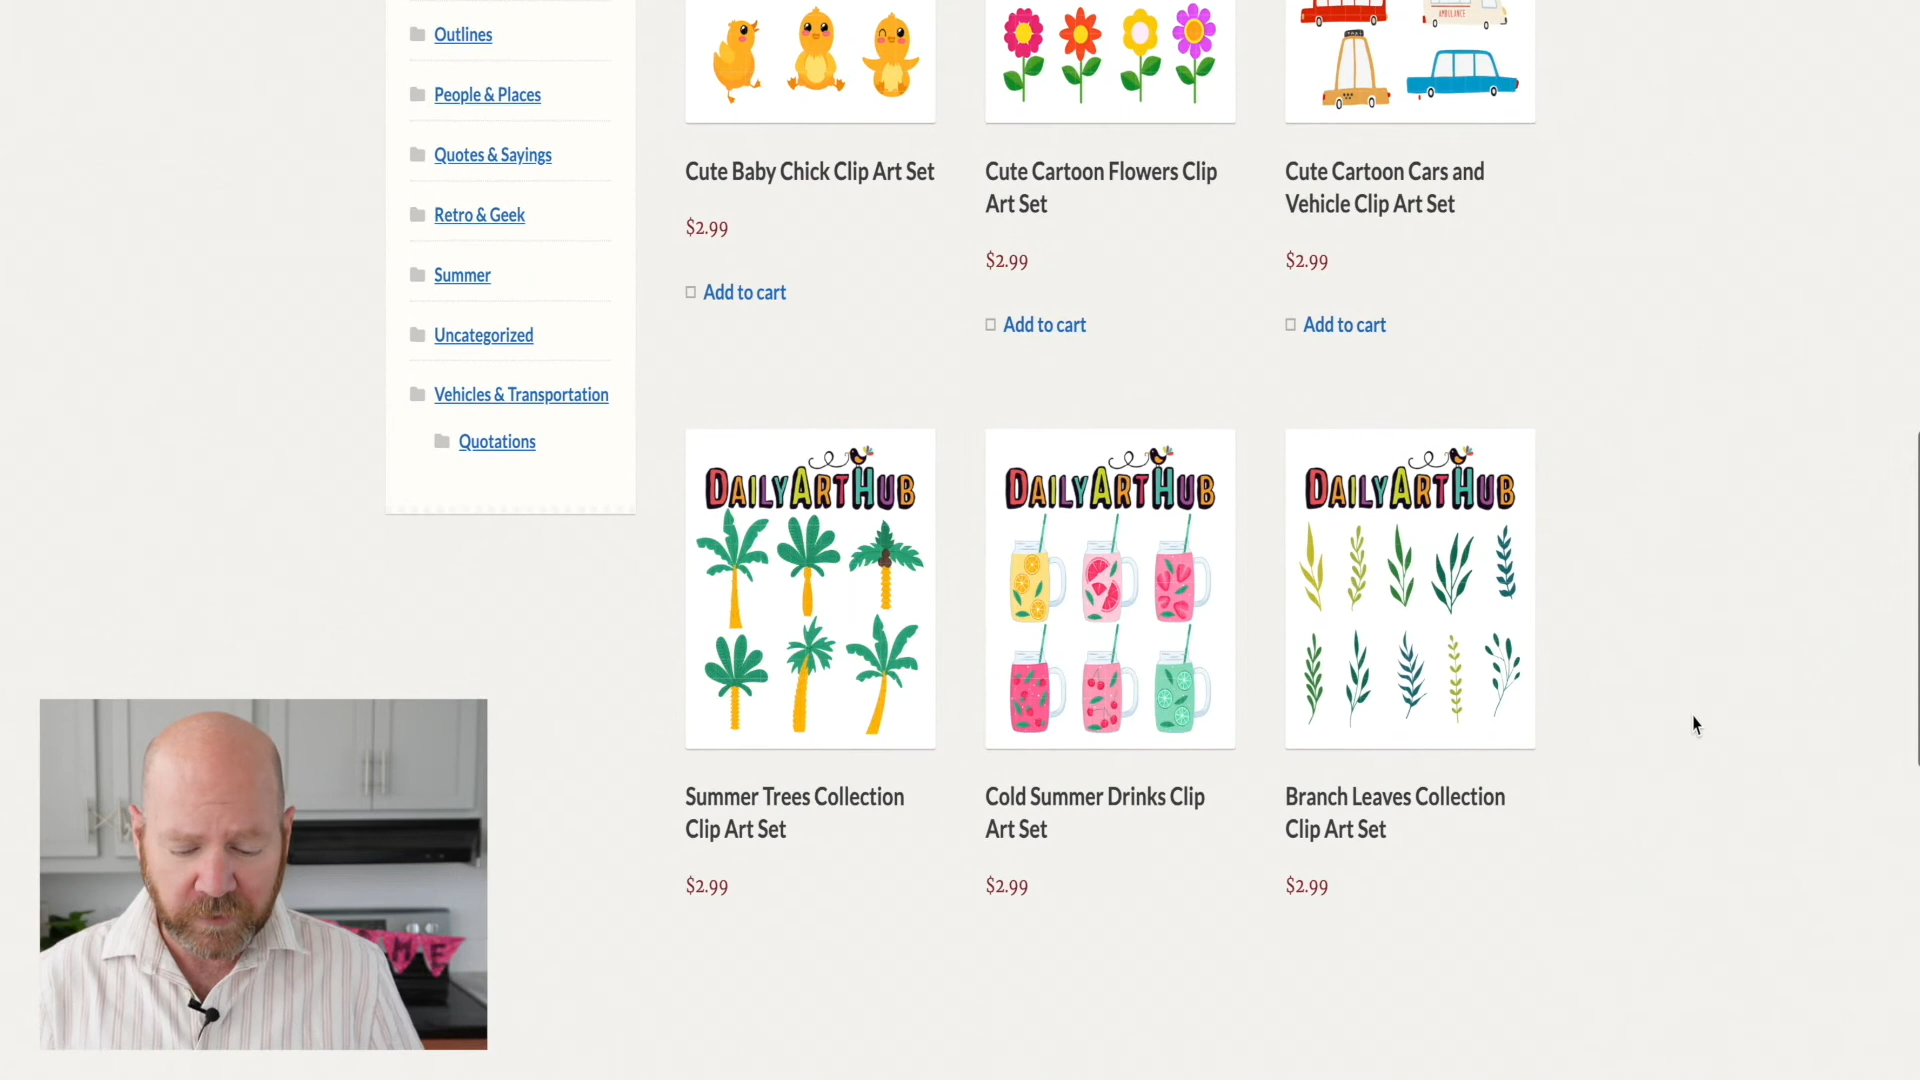 Outlines
People & Places
Quotes & Sayings
Retro & Geek
Summer
Uncategorized
Vehicles & Transportation
Quotations
AMBULANCE
Cute Baby Chick Clip Art Set
$2.99
Add to cart
Cute Cartoon Flowers Clip
Art Set
$2.99
Add to cart
Cute Cartoon Cars and
Vehicle Clip Art Set
$2.99
Add to cart
DAILYARTHUB
Summer Trees Collection
Clip Art Set
$2.99
DAILYARTHUB
Cold Summer Drinks Clip
Art Set
$2.99
DAILYARTHUB
Branch Leaves Collection
Clip Art Set
$2.99